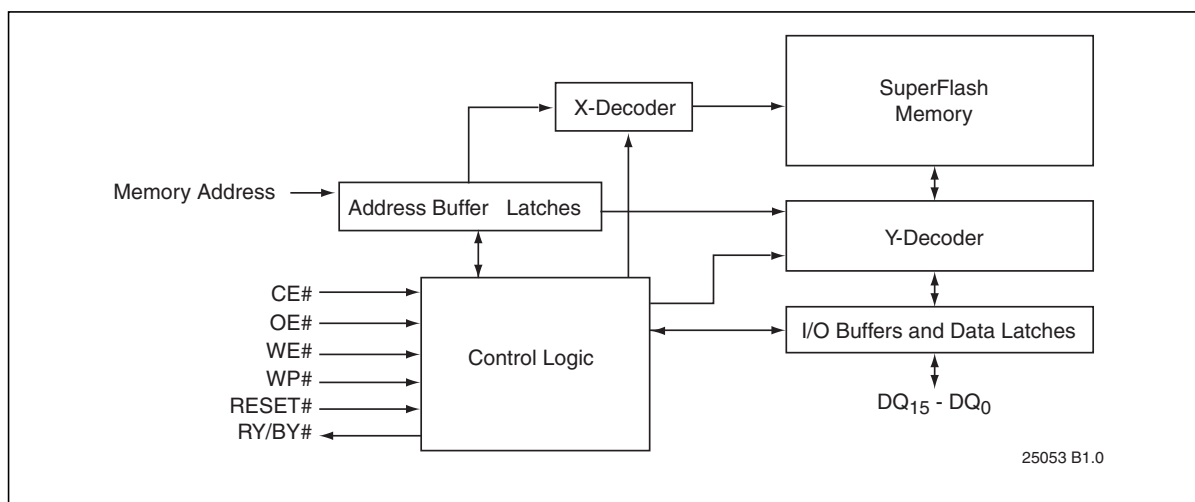 SuperFlash
Memory
X-Decoder
Memory Address
Address Buffer Latches
Y-Decoder
CE#
OE#
WE#
WP#
RESET#
RY/BY#
Control Logic
I/O Buffers and Data Latches
DQ15 - DQ0
25053 B1.0